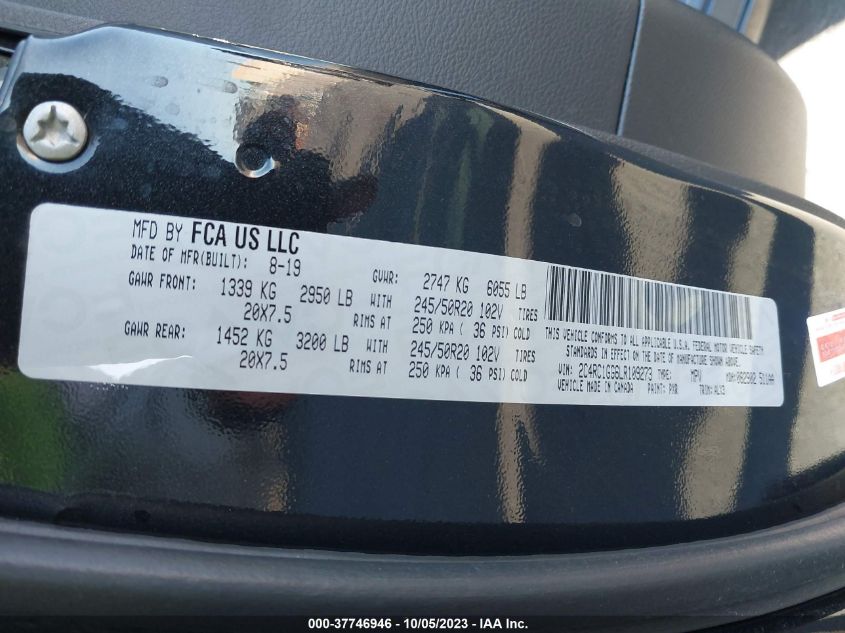 MFD BY FCA US LLC
DATE OF MFR(BUILT): 8-19 GVWR: 2747 KG 6055 LB
GAWR FRONT: 1339 KG 2950 LB WITH 245/50R20 102V TIRES
20X7.5 RIMS AT 250 KPA ( 36 PSI) COLD
GAWR REAR: 1452 KG 3200 LB WITH 245/50R20 102V TIRES
20X7.5 RIMS AT 250 KPA ( 36 PSI) COLD
THIS VEHICLE CONFORMS TO ALL APPLICABLE U.S.A. FEDERAL MOTOR VEHICLE SAFETY
STANDARDS IN EFFECT ON THE DATE OF MANUFACTURE SHOWN ABOVE.
VIN: 2C4RC1GG6LR109273 TYPE: MPV
VEHICLE MADE IN CANADA PAINT: PXR TRIM: ALX9
000-37746946 - 10/05/2023 - IAA Inc.